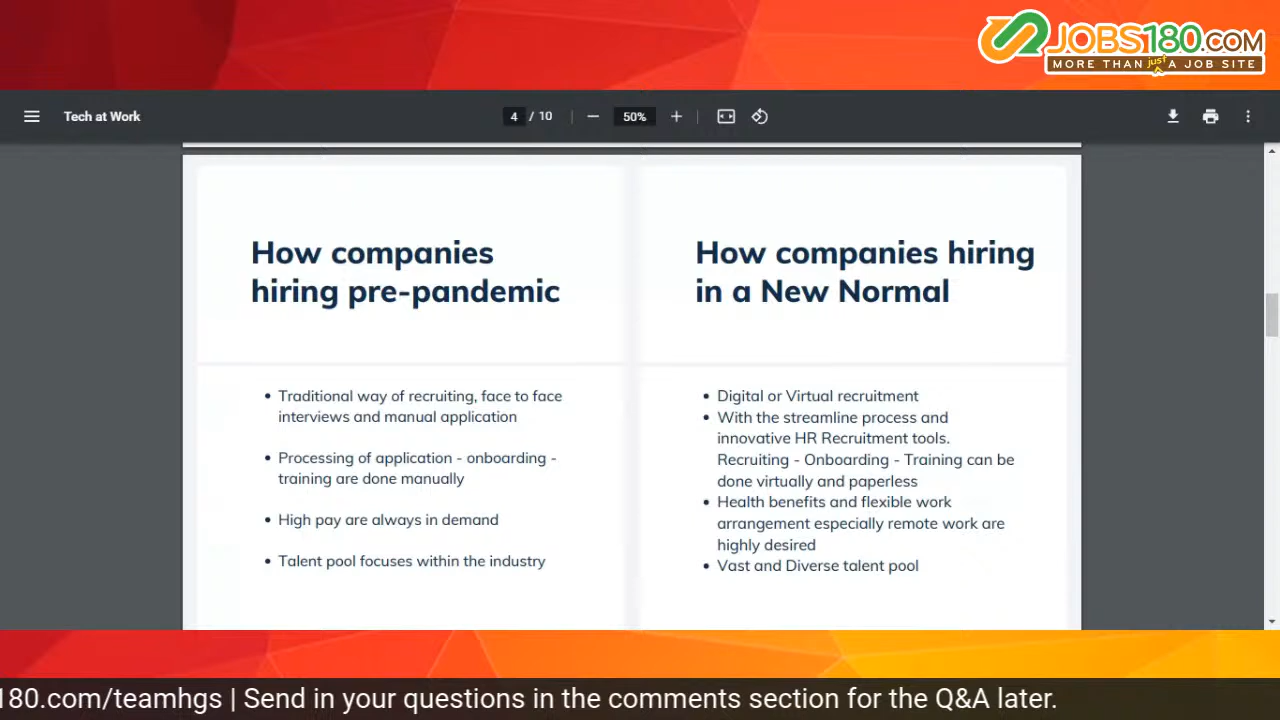 JOBS180.COM
MORE THAN just A JOB SITE
Tech at Work
4 / 10
50%
How companies
hiring pre-pandemic
• Traditional way of recruiting, face to face
interviews and manual application
• Processing of application - onboarding -
training are done manually
• High pay are always in demand
• Talent pool focuses within the industry
How companies hiring
in a New Normal
• Digital or Virtual recruitment
• With the streamline process and
innovative HR Recruitment tools.
Recruiting - Onboarding - Training can be
done virtually and paperless
• Health benefits and flexible work
arrangement especially remote work are
highly desired
• Vast and Diverse talent pool
180.com/teamhgs | Send in your questions in the comments section for the Q&A later.